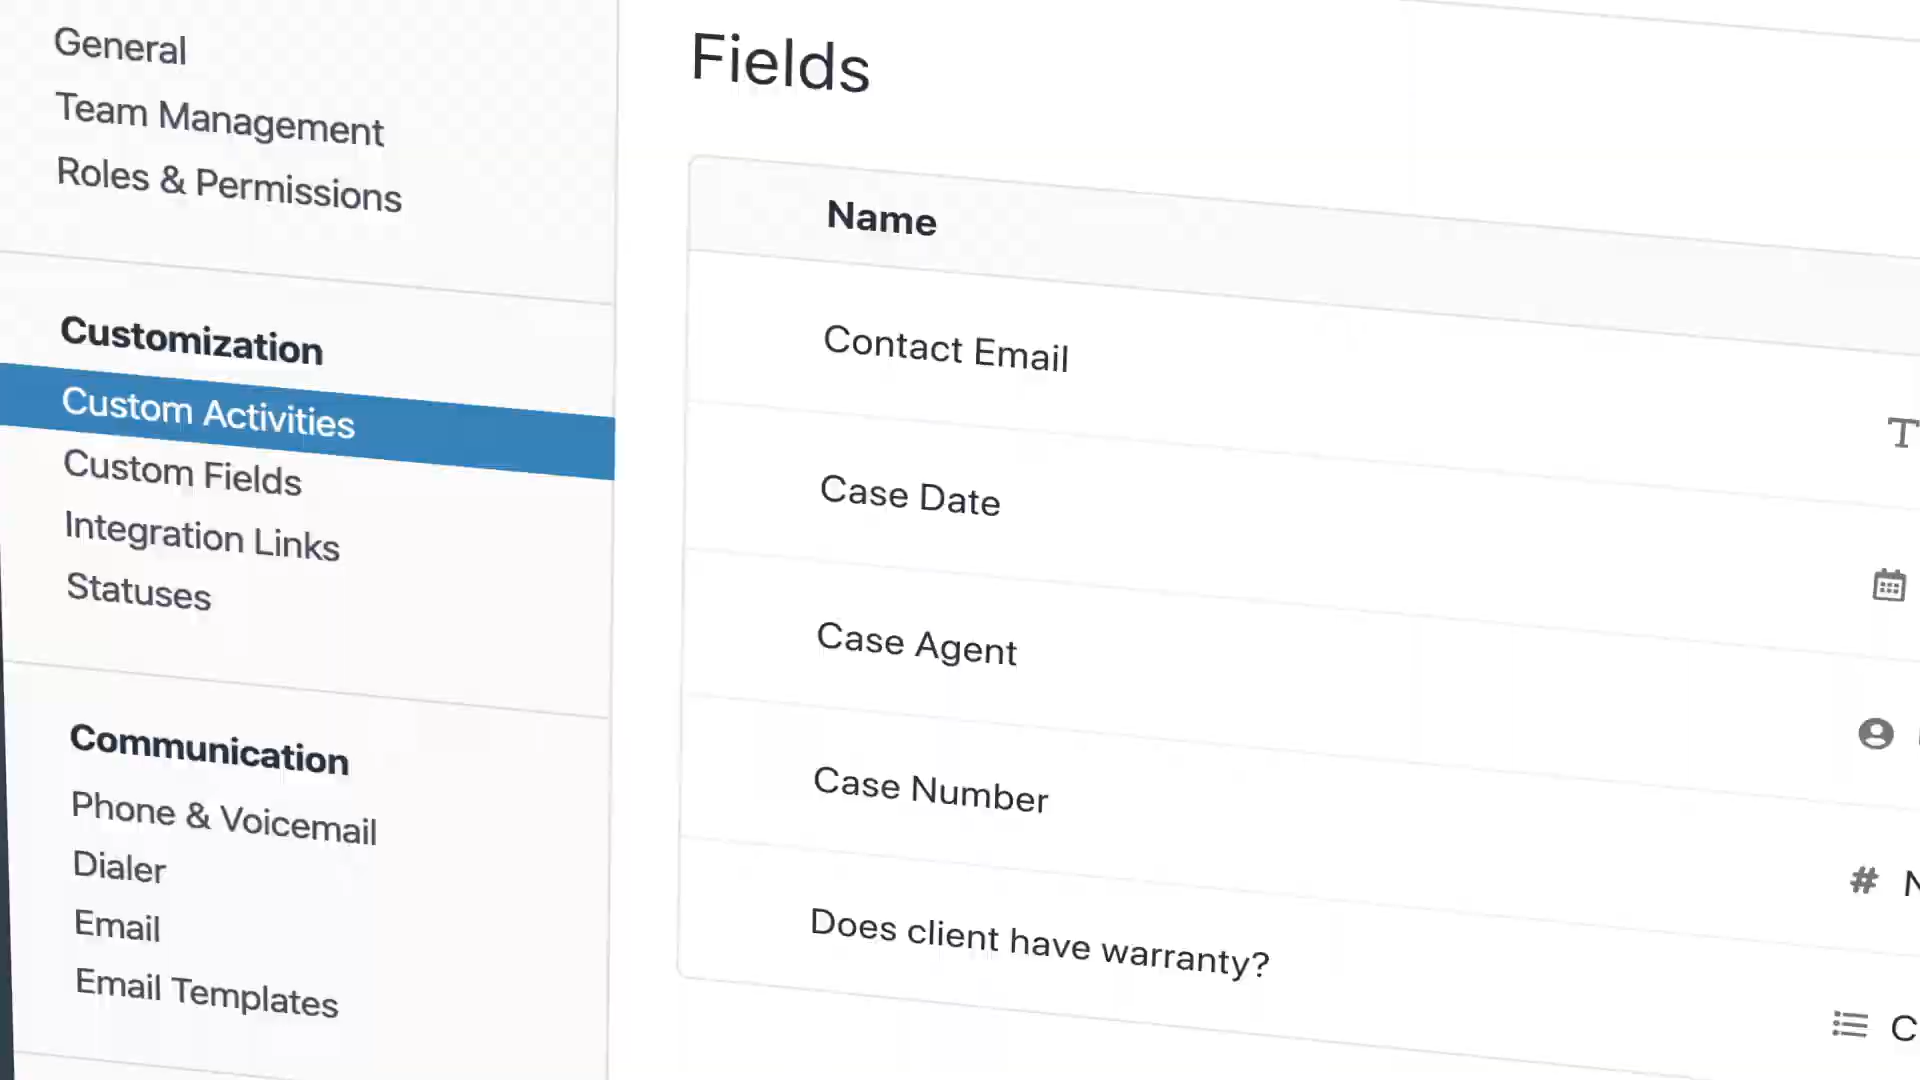 General
Team Management
Roles & Permissions
Customization
Custom Activities
Custom Fields
Integration Links
Statuses
Communication
Phone & Voicemail
Dialer
Email
Email Templates
Fields
Name
Contact Email
Case Date
Case Agent
Case Number
Does client have warranty?